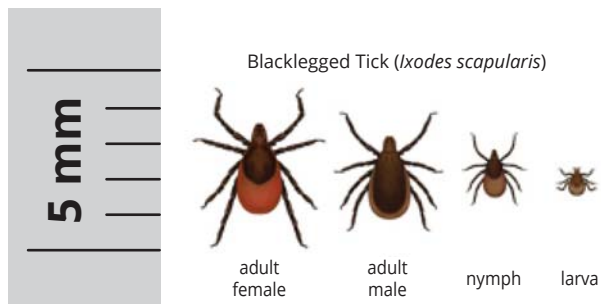 5 mm
Blacklegged Tick (Ixodes scapularis)
adult
female
adult
male
nymph
larva